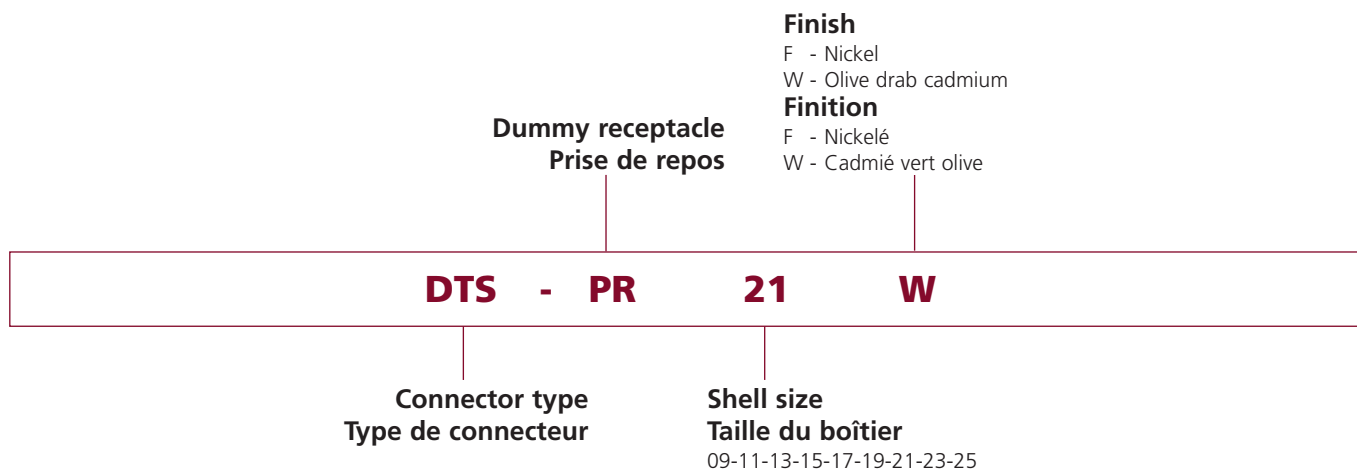 Finish
F - Nickel
W - Olive drab cadmium
Finition
F - Nickelé
W - Cadmié vert olive
Dummy receptacle
Prise de repos
DTS - PR 21 W
Connector type
Type de connecteur
Shell size
Taille du boîtier
09-11-13-15-17-19-21-23-25